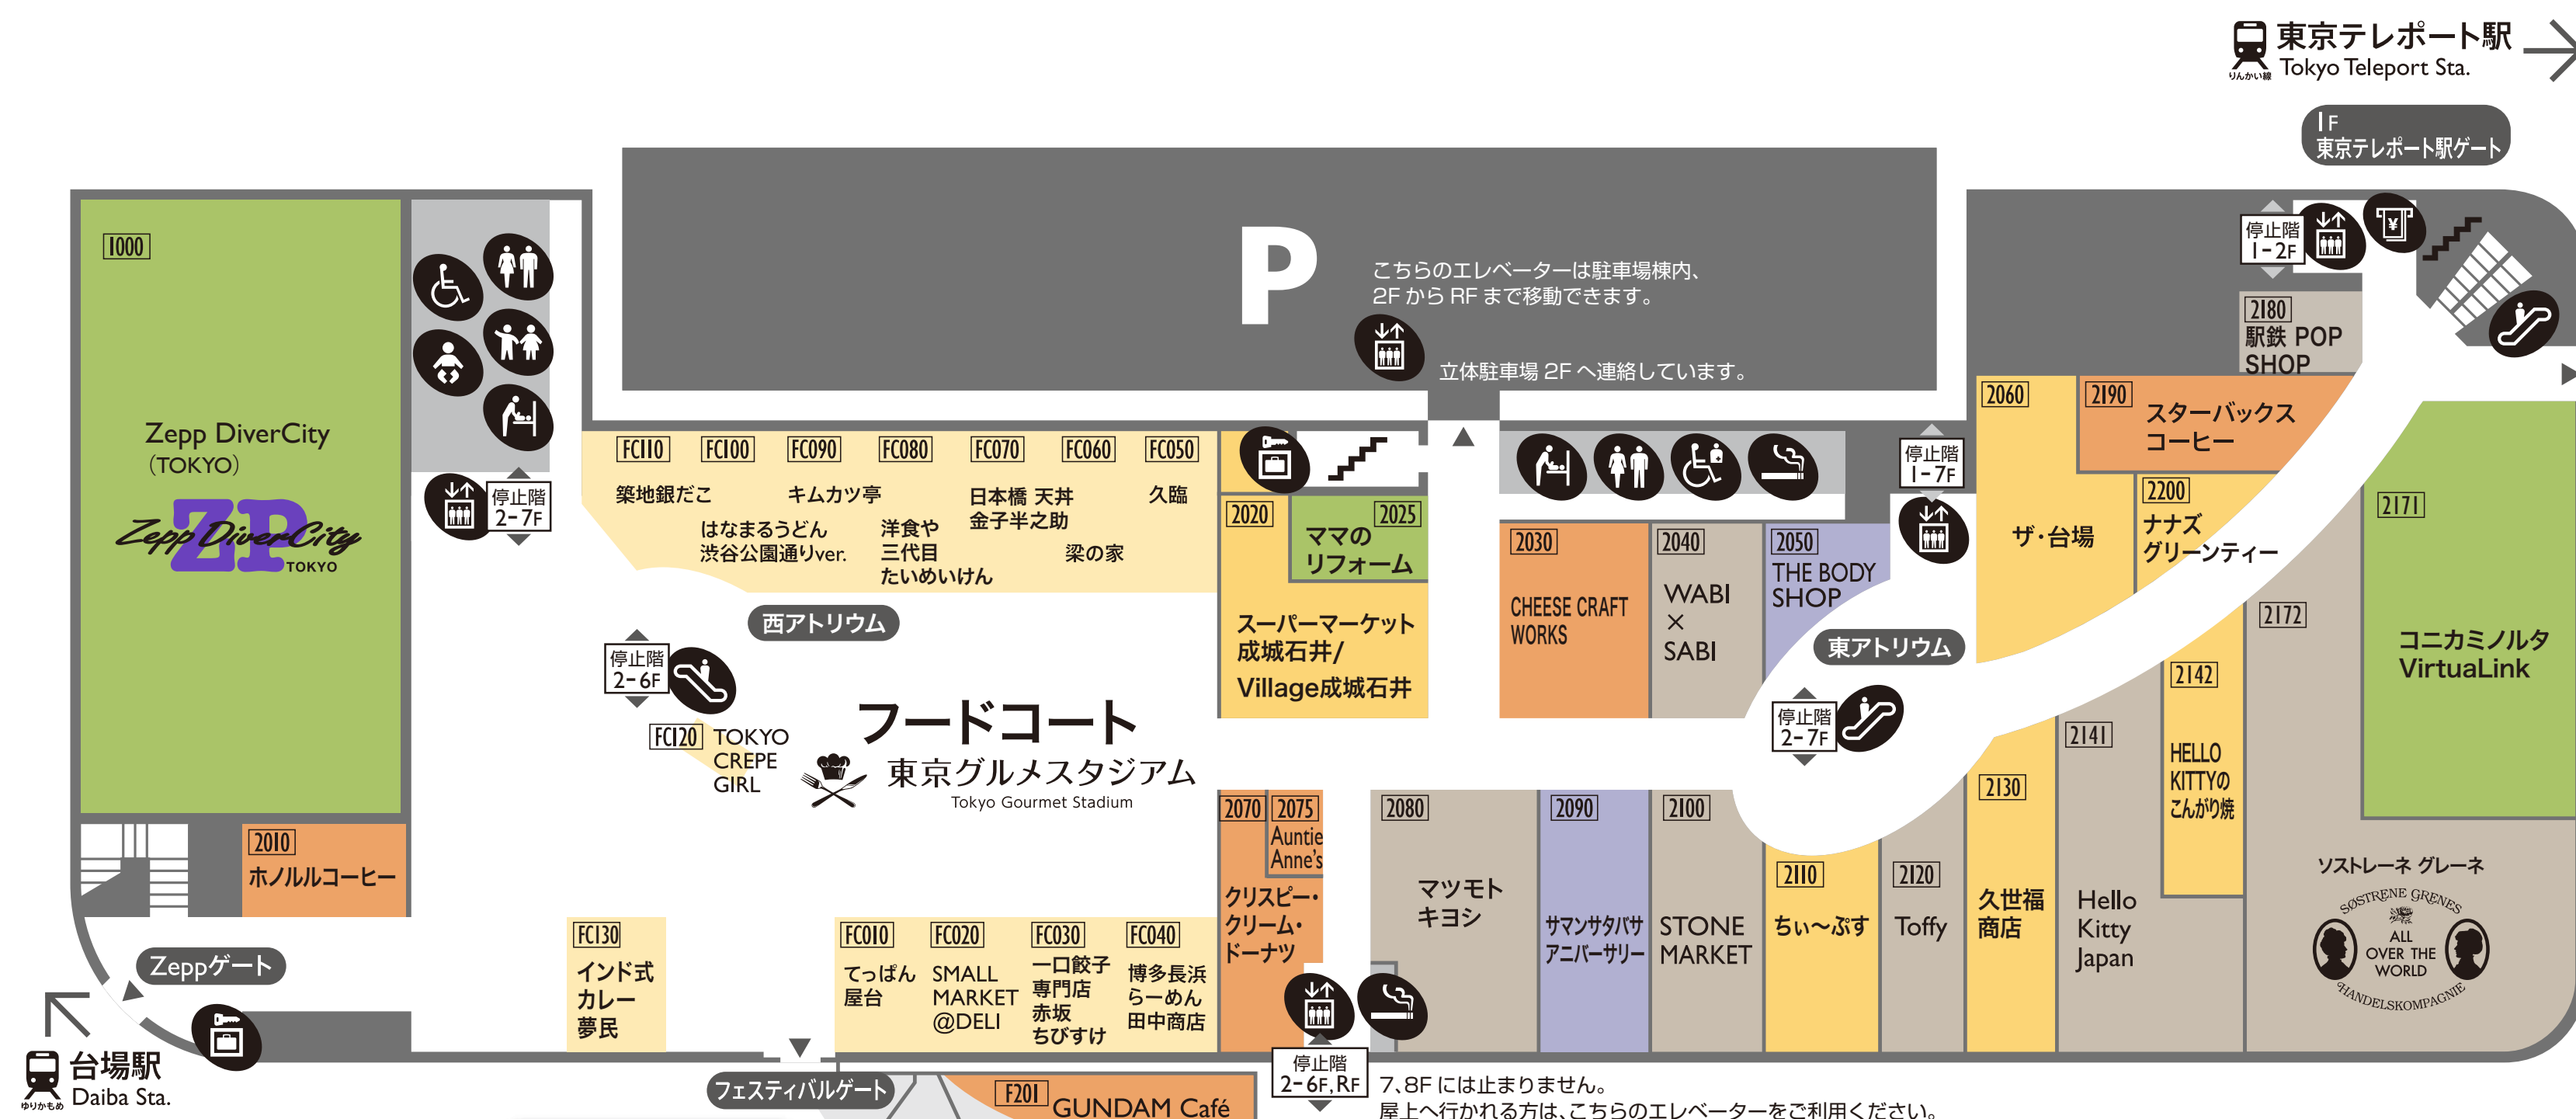 東京テレポート駅
りんかい線
Tokyo Teleport Sta.
1F
東京テレポート駅ゲート
1000
Zepp DiverCity
（TOKYO）
ZP
Zepp DiverCity
TOKYO
停止階
2-7F
P
こちらのエレベーターは駐車場棟内、
2FからRFまで移動できます。
立体駐車場 2Fへ連絡しています。
停止階
1-2F
¥
2180
駅鉄 POP
SHOP
FC110
築地銀だこ
FC100
はなまるうどん
渋谷公園通りver.
FC090
キムカツ亭
FC080
洋食や
三代目
たいめいけん
FC070
日本橋 天丼
金子半之助
FC060
梁の家
FC050
久臨
2020
スーパーマーケット
成城石井/
Village成城石井
2025
ママの
リフォーム
2030
CHEESE CRAFT
WORKS
2040
WABI
×
SABI
2050
THE BODY
SHOP
停止階
1-7F
2060
ザ・台場
2190
スターバックス
コーヒー
2200
ナナズ
グリーンティー
2171
コニカミノルタ
VirtuaLink
2172
ソストレーネ グレーネ
SØSTRENE GRENES
ALL
OVER THE
WORLD
HANDELSKOMPAGNIE
西アトリウム
停止階
2-6F
FC120
TOKYO
CREPE
GIRL
フードコート
東京グルメスタジアム
Tokyo Gourmet Stadium
東アトリウム
停止階
2-7F
2142
HELLO
KITTYの
こんがり焼
2141
Hello
Kitty
Japan
2130
久世福
商店
2010
ホノルルコーヒー
2070
クリスピー・
クリーム・
ドーナツ
2075
Auntie
Anne's
2080
マツモト
キヨシ
2090
サマンサタバサ
アニバーサリー
2100
STONE
MARKET
2110
ちぃ〜ぷす
2120
Toffy
Zeppゲート
FC130
インド式
カレー
夢民
FC010
てっぱん
屋台
FC020
SMALL
MARKET
@DELI
FC030
一口餃子
専門店
赤坂
ちびすけ
FC040
博多長浜
らーめん
田中商店
台場駅
ゆりかもめ
Daiba Sta.
フェスティバルゲート
F201
GUNDAM Café
停止階
2-6F,RF
7、8Fには止まりません。
屋上へ行かれる方は、こちらのエレベーターをご利用ください。